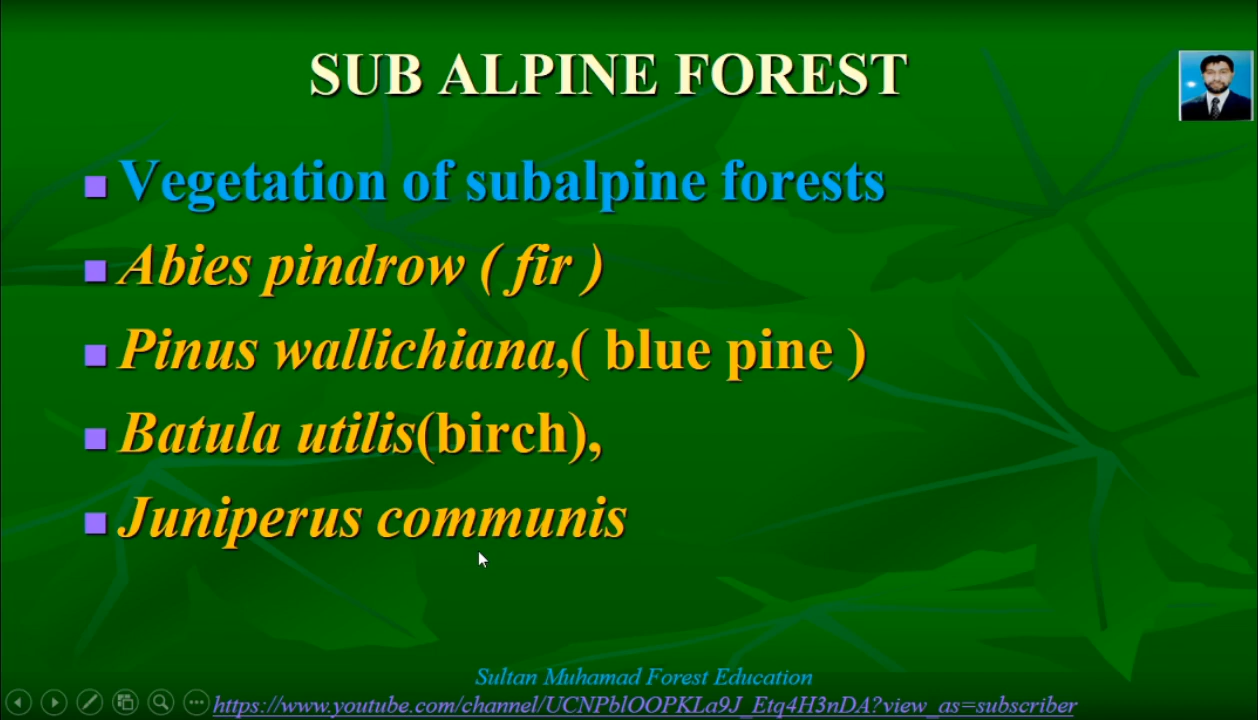 SUB ALPINE FOREST
Vegetation of subalpine forests
Abies pindrow ( fir )
Pinus wallichiana,( blue pine )
Batula utilis(birch),
Juniperus communis
Sultan Muhamad Forest Education
https://www.youtube.com/channel/UCNPblOOPKLa9J_Etq4H3nDA?view_as=subscriber